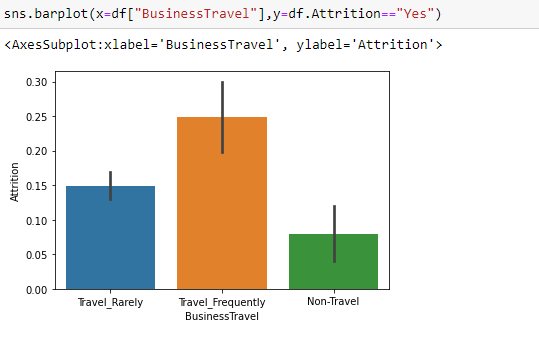 sns.barplot(x=df["BusinessTravel"],y=df.Attrition=="Yes")
<AxesSubplot:xlabel='BusinessTravel', ylabel='Attrition'>
0.30
0.25
0.20
0.15
0.10
0.05
0.00
Attrition
Travel_Rarely Travel_Frequently Non-Travel
BusinessTravel